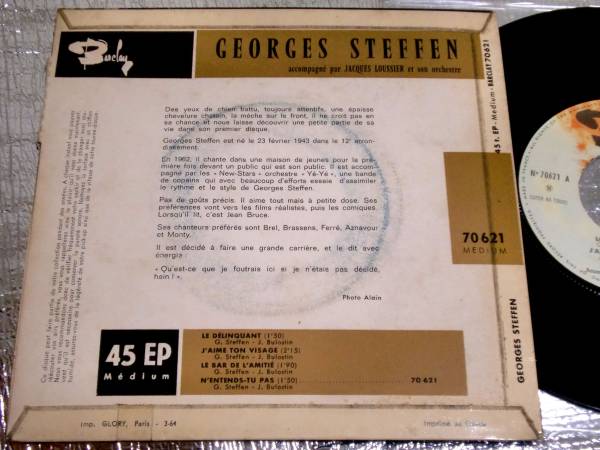 Barclay
GEORGES STEFFEN
accompagné par JACQUES LOUSSIER et son orchestre
Des yeux de chien battu, toujours attentifs, une épaisse
chevelure chatain, la mèche sur le front, il ne croit pas en
sa chance et nous laisse découvrir une petite partie de sa
vie dans son premier disque.
Georges Steffen est né le 23 février 1943 dans le 12e arron-
dissement.
En 1962, il chante dans une maison de jeunes pour la pre-
mière fois devant un public qui est son public. Il est accom-
pagné par les « New-Stars » orchestre « Yé-Yé », une bande
de copains qui avec beaucoup d'efforts essaie d'assimiler
le rythme et le style de Georges Steffen.
Pas de goûts précis. Il aime tout mais à petite dose. Ses
préférences vont vers les films réalistes, puis les comiques.
Lorsqu'il lit, c'est Jean Bruce.
Ses chanteurs préférés sont Brel, Brassens, Ferré, Aznavour
et Monty.
Il est décidé à faire une grande carrière, et le dit avec
énergie :
« Qu'est-ce que je foutrais ici si je n'étais pas décidé,
hein ! ».
Photo Alain
70 621
MEDIUM
45 EP
Médium
LE DÉLINQUANT (1'50)
G. Steffen - J. Bulostin
J'AIME TON VISAGE (2'15)
G. Steffen - J. Bulostin
LE BAR DE L'AMITIÉ (1'90)
G. Steffen - J. Bulostin
N'ENTENDS-TU PAS (1'50) 70 621
G. Steffen - J. Bulostin
Imp. GLORY, Paris - 3-64
Imprimé en France
45 t. EP - Medium - BARCLAY 70621
GEORGES STEFFEN
No 70621 A